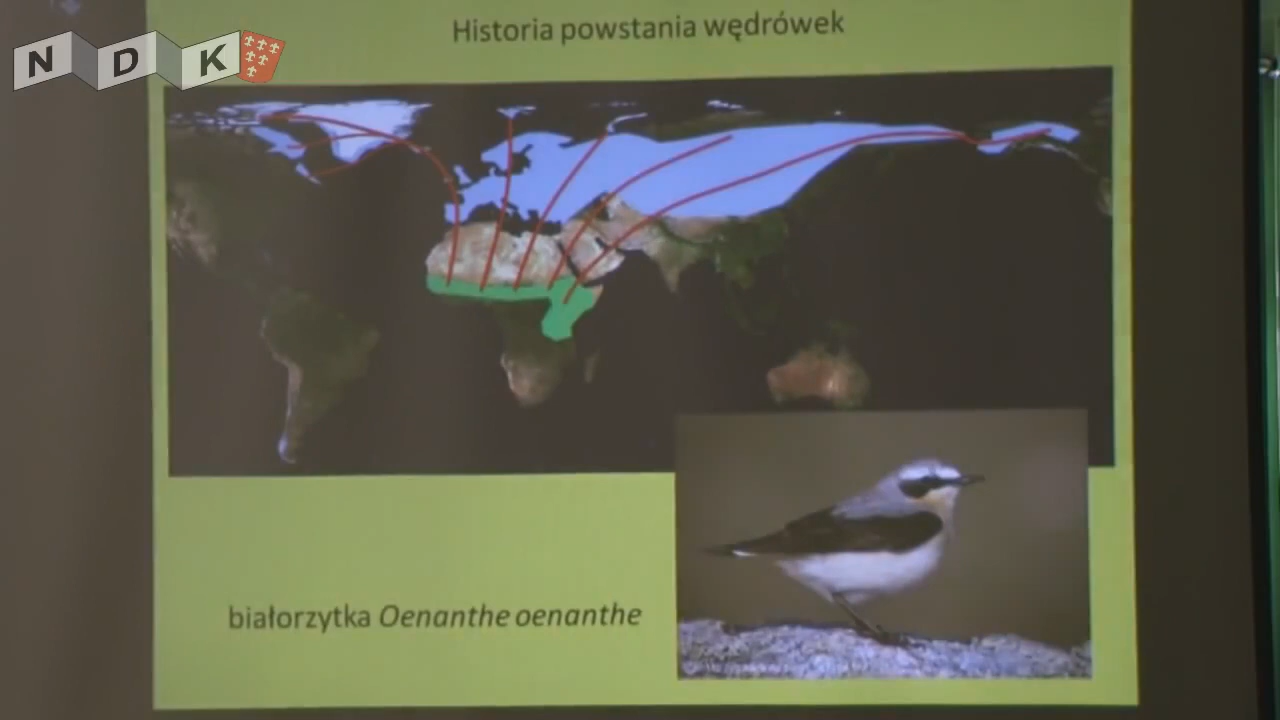 NDK
Historia powstania wędrówek
białorzytka Oenanthe oenanthe